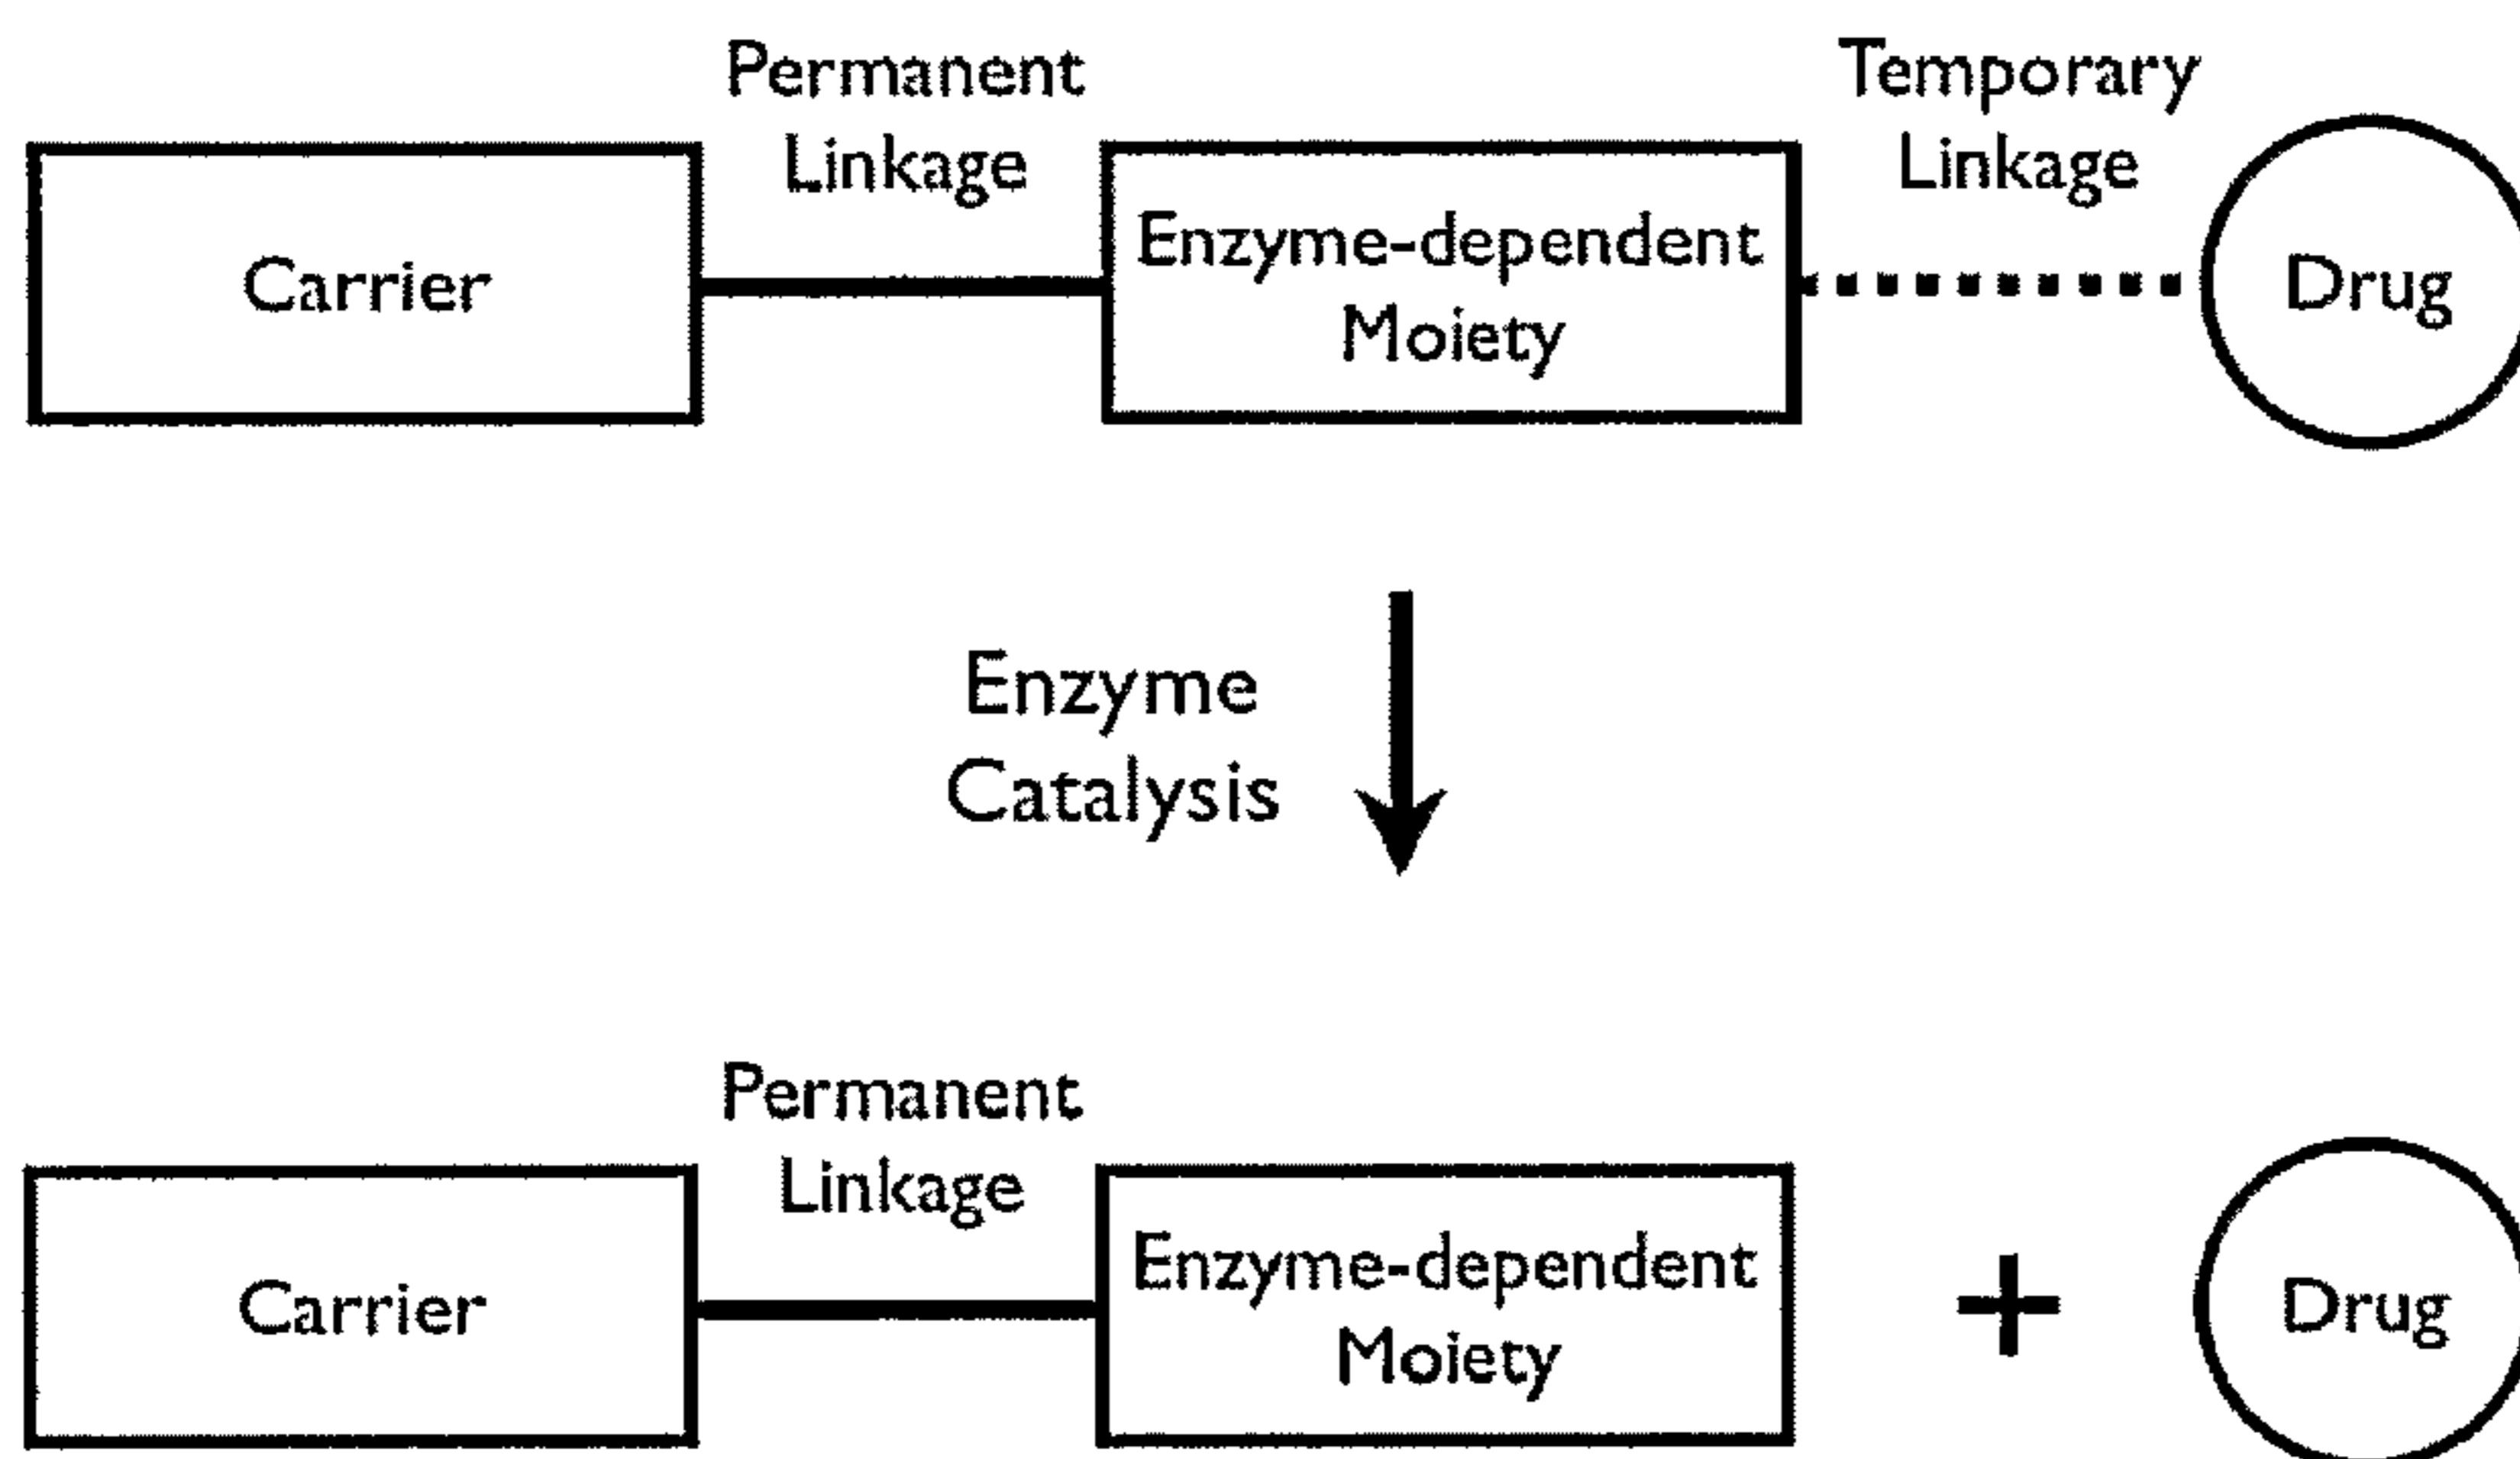 Permanent
Linkage
Temporary
Linkage
Carrier
Enzyme-dependent
Moiety
Drug
Enzyme
Catalysis
Permanent
Linkage
Carrier
Enzyme-dependent
Moiety
+
Drug